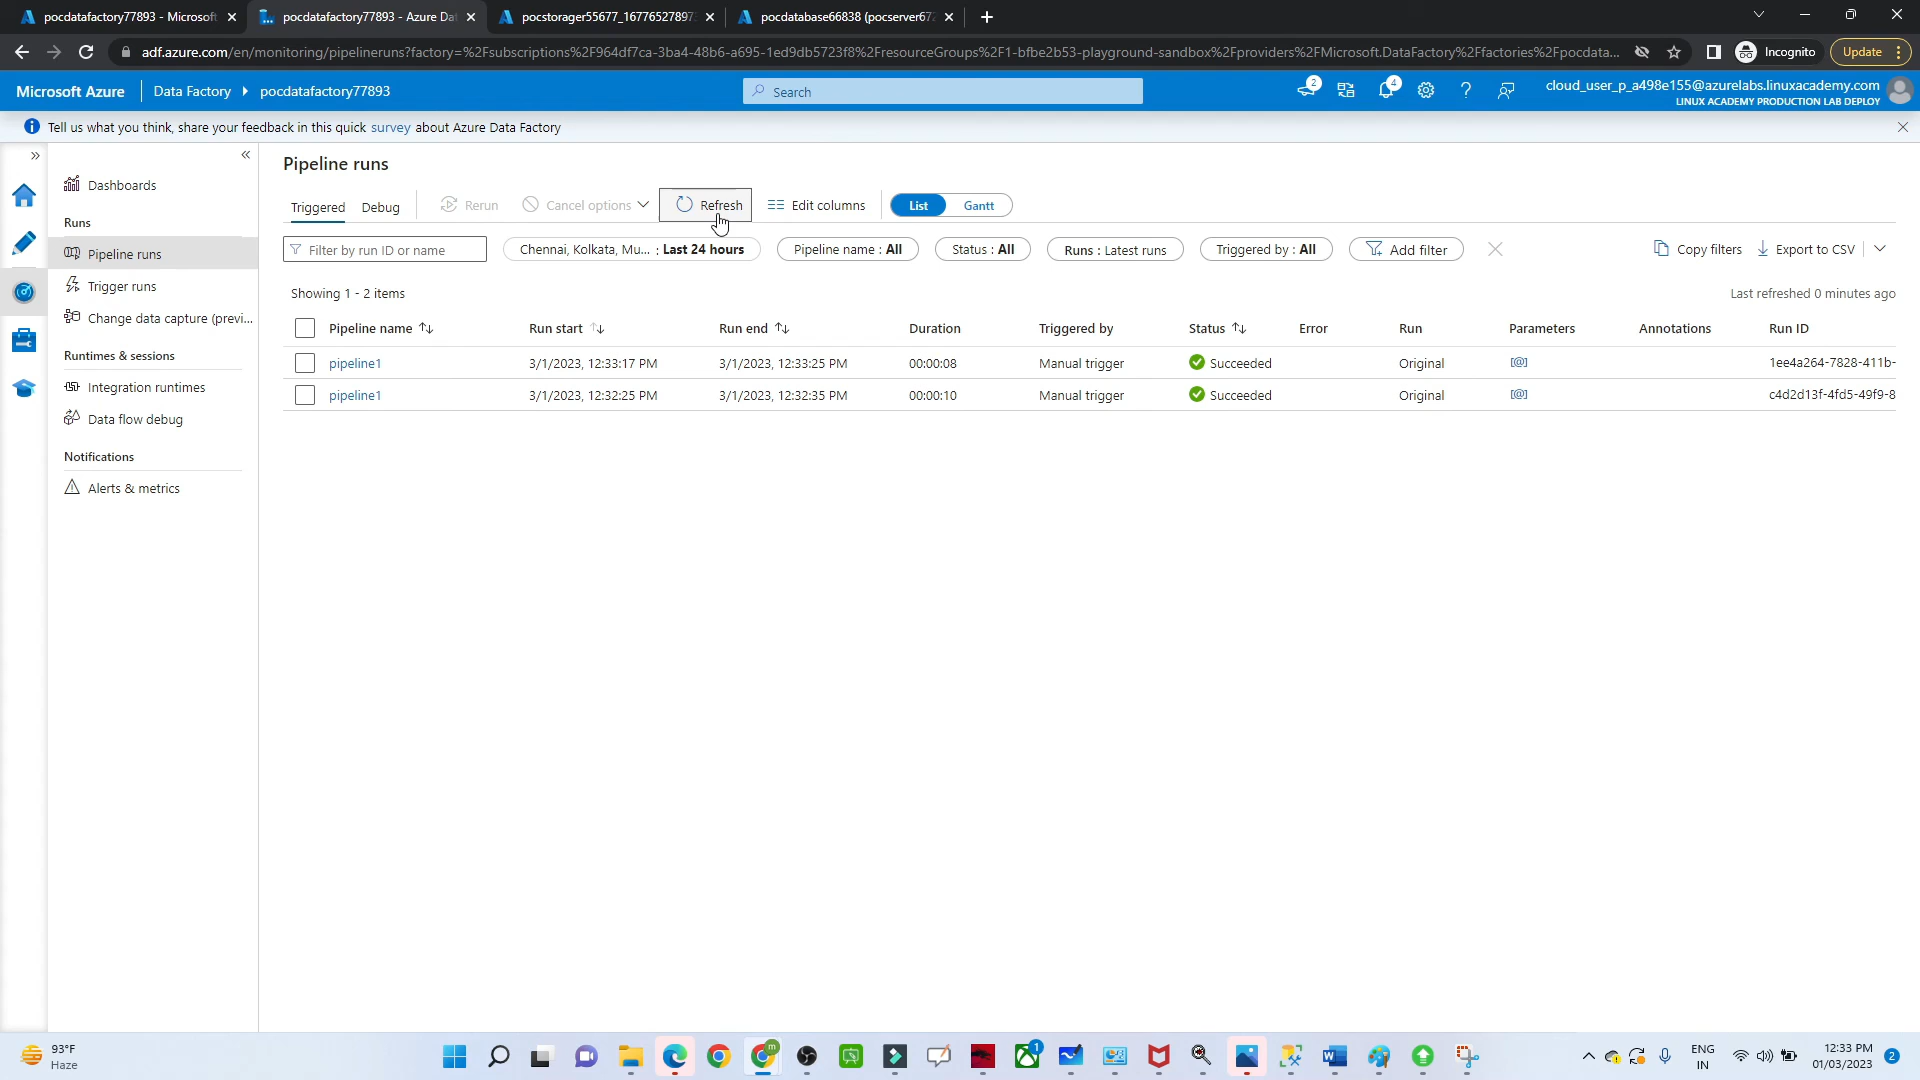 pocdatafactory77893 - Microsoft
pocdatafactory77893 - Azure Dat
pocstorager55677_16776527897
pocdatabase66838 (pocserver672
adf.azure.com/en/monitoring/pipelineruns?factory=%2Fsubscriptions%2F964df7ca-3ba4-48b6-a695-1ed9db5723f8%2FresourceGroups%2F1-bfbe2b53-playground-sandbox%2Fproviders%2FMicrosoft.DataFactory%2Ffactories%2Fpocdata...
Incognito
Update
Microsoft Azure
Data Factory
pocdatafactory77893
Search
2
4
cloud_user_p_a498e155@azurelabs.linuxacademy.com
LINUX ACADEMY PRODUCTION LAB DEPLOY
Tell us what you think, share your feedback in this quick survey about Azure Data Factory
Dashboards
Runs
Pipeline runs
Trigger runs
Change data capture (previ...
Runtimes & sessions
Integration runtimes
Data flow debug
Notifications
Alerts & metrics
Pipeline runs
Triggered Debug Rerun Cancel options Refresh Edit columns List Gantt
Filter by run ID or name
Chennai, Kolkata, Mu... : Last 24 hours
Pipeline name : All
Status : All
Runs : Latest runs
Triggered by : All
Add filter
Copy filters
Export to CSV
Showing 1 - 2 items
Last refreshed 0 minutes ago
Pipeline name Run start Run end Duration Triggered by Status Error Run Parameters Annotations Run ID
pipeline1 3/1/2023, 12:33:17 PM 3/1/2023, 12:33:25 PM 00:00:08 Manual trigger Succeeded Original [@] 1ee4a264-7828-411b-
pipeline1 3/1/2023, 12:32:25 PM 3/1/2023, 12:32:35 PM 00:00:10 Manual trigger Succeeded Original [@] c4d2d13f-4fd5-49f9-8
93°F
Haze
m
1
ENG
IN
12:33 PM
01/03/2023
2